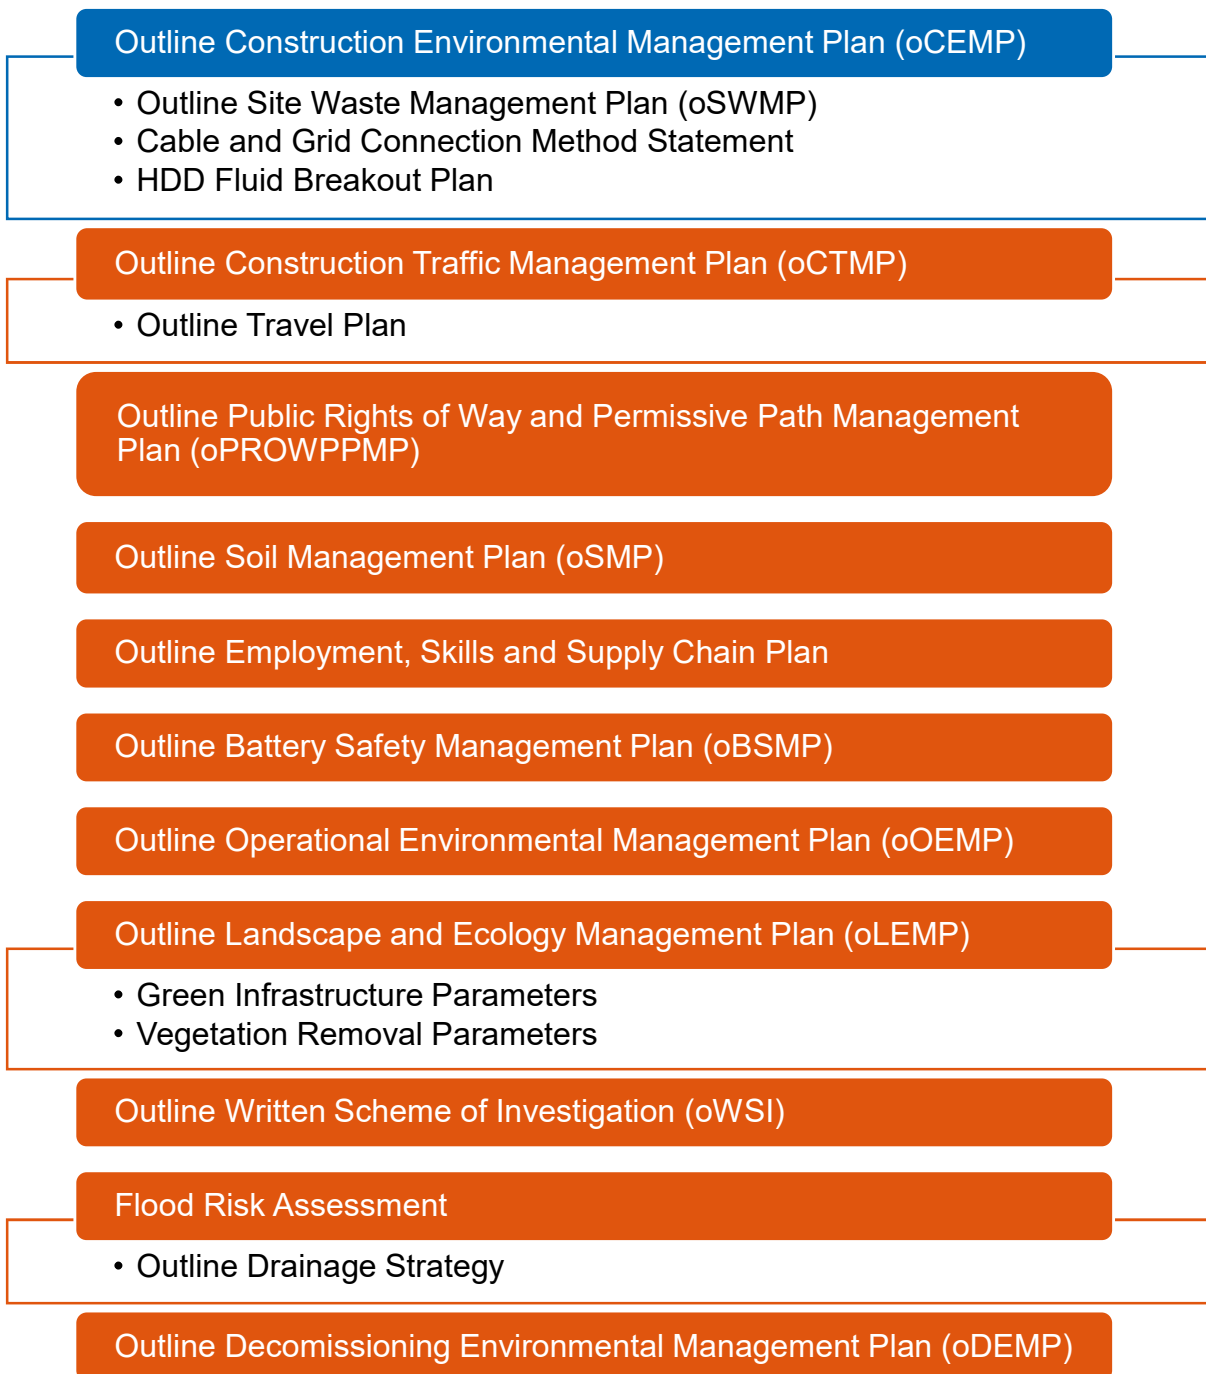 Outline Construction Environmental Management Plan (oCEMP)
• Outline Site Waste Management Plan (oSWMP)
• Cable and Grid Connection Method Statement
• HDD Fluid Breakout Plan
Outline Construction Traffic Management Plan (oCTMP)
• Outline Travel Plan
Outline Public Rights of Way and Permissive Path Management
Plan (oPROWPPMP)
Outline Soil Management Plan (oSMP)
Outline Employment, Skills and Supply Chain Plan
Outline Battery Safety Management Plan (oBSMP)
Outline Operational Environmental Management Plan (oOEMP)
Outline Landscape and Ecology Management Plan (oLEMP)
• Green Infrastructure Parameters
• Vegetation Removal Parameters
Outline Written Scheme of Investigation (oWSI)
Flood Risk Assessment
• Outline Drainage Strategy
Outline Decomissioning Environmental Management Plan (oDEMP)